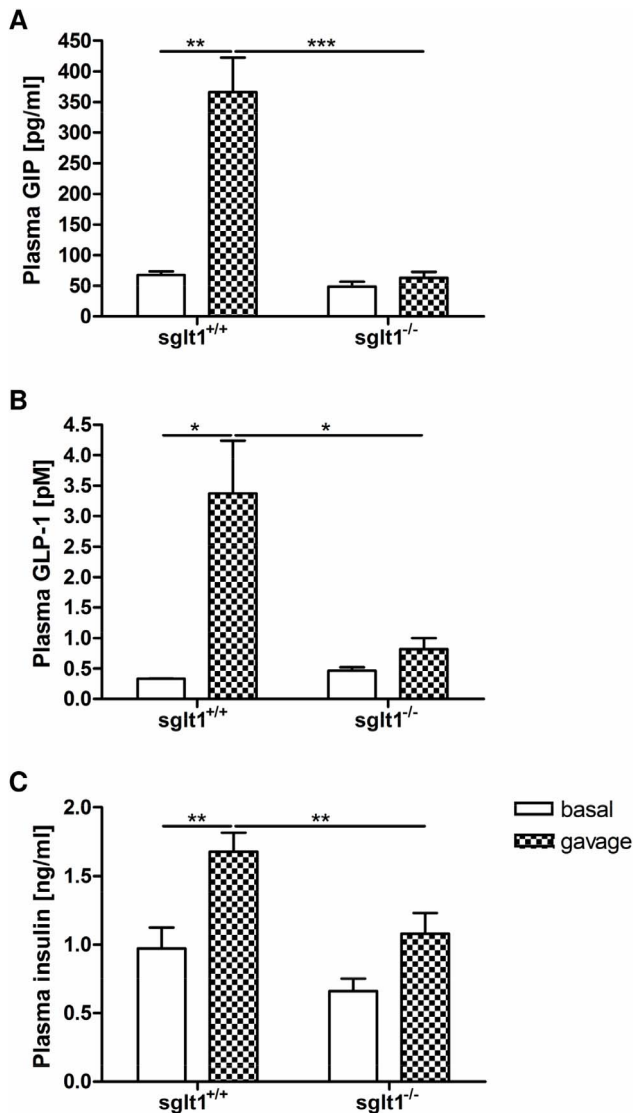 A
Plasma GIP [pg/ml]
450
400
350
300
250
200
150
100
50
0
**
***
sglt1+/+
sglt1-/-
B
Plasma GLP-1 [pM]
4.5
4.0
3.5
3.0
2.5
2.0
1.5
1.0
0.5
0.0
*
*
sglt1+/+
sglt1-/-
C
Plasma insulin [ng/ml]
2.0
1.5
1.0
0.5
0.0
**
**
sglt1+/+
sglt1-/-
basal
gavage